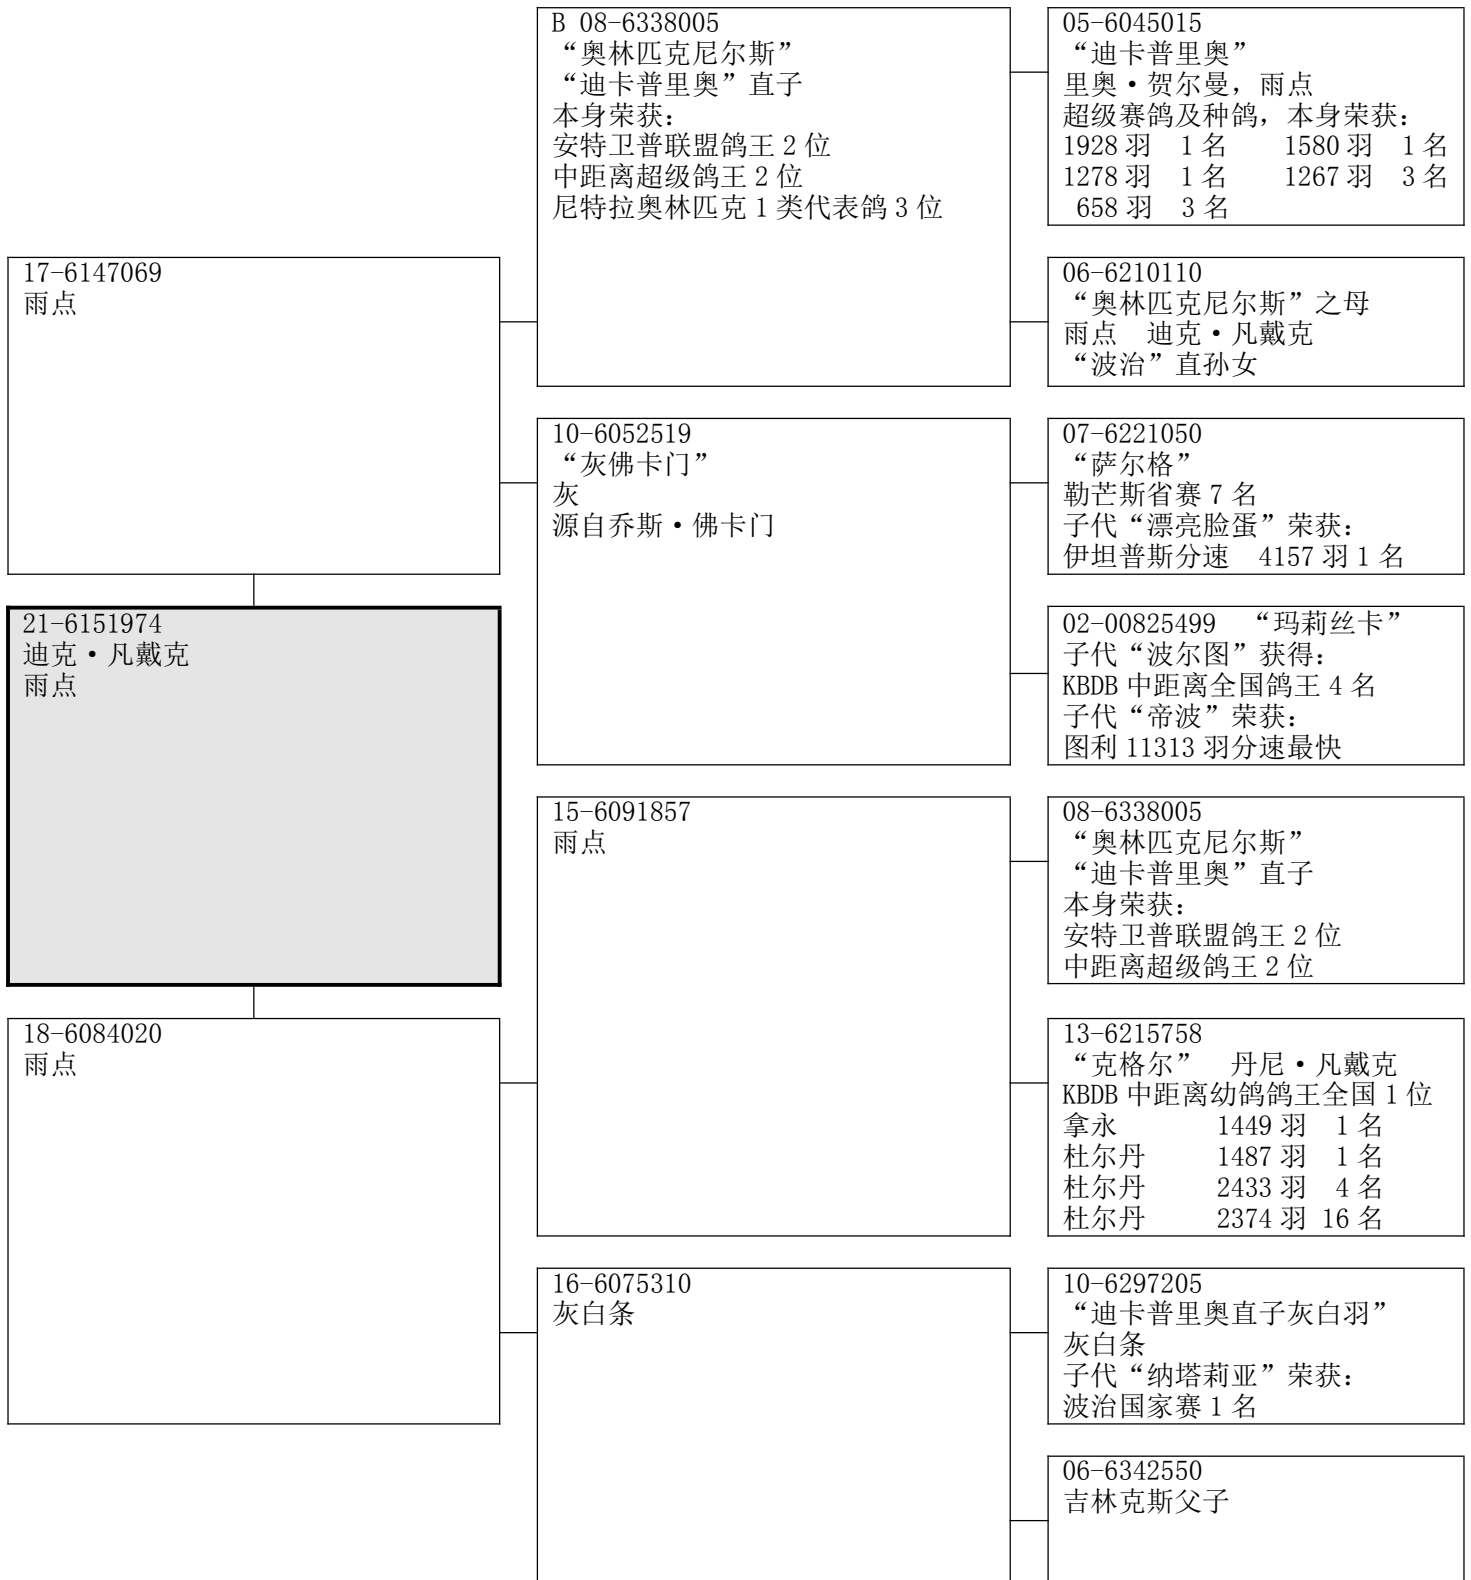 B 08-6338005
“奥林匹克尼尔斯”
“迪卡普里奥”直子
本身荣获：
安特卫普联盟鸽王 2 位
中距离超级鸽王 2 位
尼特拉奥林匹克 1 类代表鸽 3 位
05-6045015
“迪卡普里奥”
里奥·贺尔曼，雨点
超级赛鸽及种鸽，本身荣获：
1928 羽 1 名 1580 羽 1 名
1278 羽 1 名 1267 羽 3 名
658 羽 3 名
17-6147069
雨点
06-6210110
“奥林匹克尼尔斯”之母
雨点 迪克·凡戴克
“波治”直孙女
10-6052519
“灰佛卡门”
灰
源自乔斯·佛卡门
07-6221050
“萨尔格”
勒芒斯省赛 7 名
子代“漂亮脸蛋”荣获：
伊坦普斯分速 4157 羽 1 名
21-6151974
迪克·凡戴克
雨点
02-00825499 “玛莉丝卡”
子代“波尔图”获得：
KBDB 中距离全国鸽王 4 名
子代“帝波”荣获：
图利 11313 羽分速最快
15-6091857
雨点
08-6338005
“奥林匹克尼尔斯”
“迪卡普里奥”直子
本身荣获：
安特卫普联盟鸽王 2 位
中距离超级鸽王 2 位
18-6084020
雨点
13-6215758
“克格尔” 丹尼·凡戴克
KBDB 中距离幼鸽鸽王全国 1 位
拿永 1449 羽 1 名
杜尔丹 1487 羽 1 名
杜尔丹 2433 羽 4 名
杜尔丹 2374 羽 16 名
16-6075310
灰白条
10-6297205
“迪卡普里奥直子灰白羽”
灰白条
子代“纳塔莉亚”荣获：
波治国家赛 1 名
06-6342550
吉林克斯父子